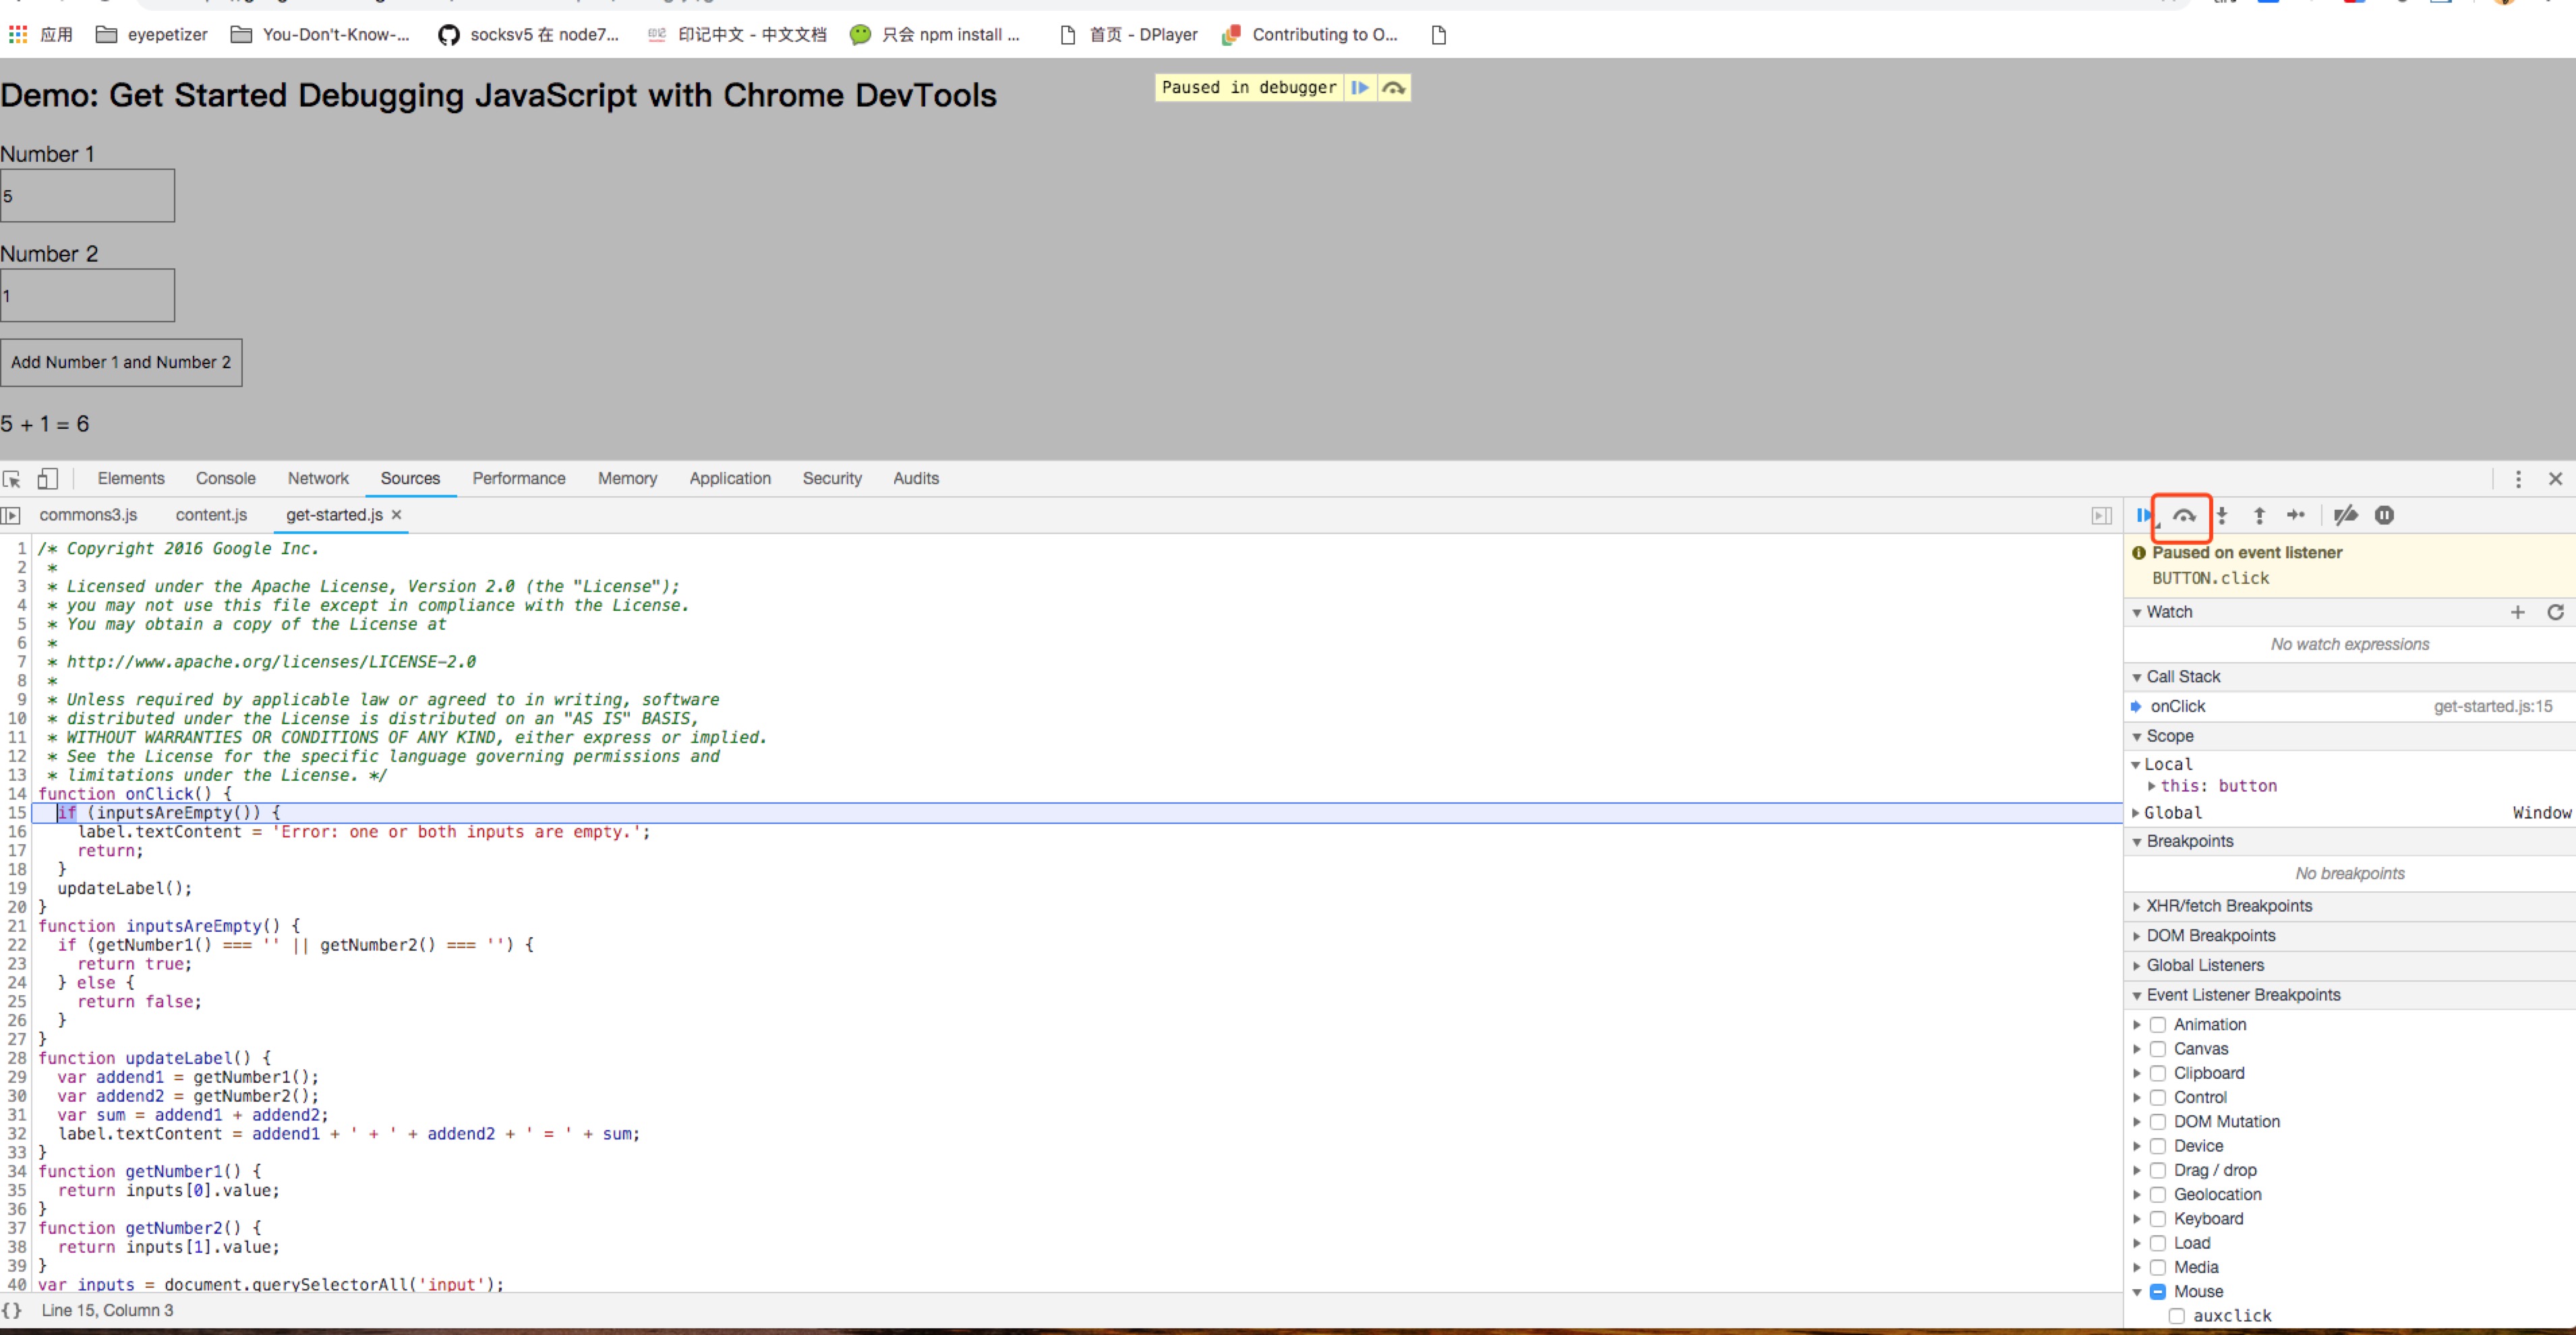 应用 eyepetizer You-Don't-Know-... socksv5 在 node7... 印记中文 - 中文文档 只会 npm install ... 首页 - DPlayer Contributing to O...
Demo: Get Started Debugging JavaScript with Chrome DevTools
Paused in debugger
Number 1
5
Number 2
1
Add Number 1 and Number 2
5 + 1 = 6
Elements Console Network Sources Performance Memory Application Security Audits
commons3.js content.js get-started.js ×
1 /* Copyright 2016 Google Inc.
2 *
3 * Licensed under the Apache License, Version 2.0 (the "License");
4 * you may not use this file except in compliance with the License.
5 * You may obtain a copy of the License at
6 *
7 * http://www.apache.org/licenses/LICENSE-2.0
8 *
9 * Unless required by applicable law or agreed to in writing, software
10 * distributed under the License is distributed on an "AS IS" BASIS,
11 * WITHOUT WARRANTIES OR CONDITIONS OF ANY KIND, either express or implied.
12 * See the License for the specific language governing permissions and
13 * limitations under the License. */
14 function onClick() {
15 if (inputsAreEmpty()) {
16 label.textContent = 'Error: one or both inputs are empty.';
17 return;
18 }
19 updateLabel();
20 }
21 function inputsAreEmpty() {
22 if (getNumber1() === '' || getNumber2() === '') {
23 return true;
24 } else {
25 return false;
26 }
27 }
28 function updateLabel() {
29 var addend1 = getNumber1();
30 var addend2 = getNumber2();
31 var sum = addend1 + addend2;
32 label.textContent = addend1 + ' + ' + addend2 + ' = ' + sum;
33 }
34 function getNumber1() {
35 return inputs[0].value;
36 }
37 function getNumber2() {
38 return inputs[1].value;
39 }
40 var inputs = document.querySelectorAll('input');
{} Line 15, Column 3
Paused on event listener
BUTTON.click
Watch
No watch expressions
Call Stack
onClick get-started.js:15
Scope
Local
this: button
Global Window
Breakpoints
No breakpoints
XHR/fetch Breakpoints
DOM Breakpoints
Global Listeners
Event Listener Breakpoints
Animation
Canvas
Clipboard
Control
DOM Mutation
Device
Drag / drop
Geolocation
Keyboard
Load
Media
Mouse
auxclick